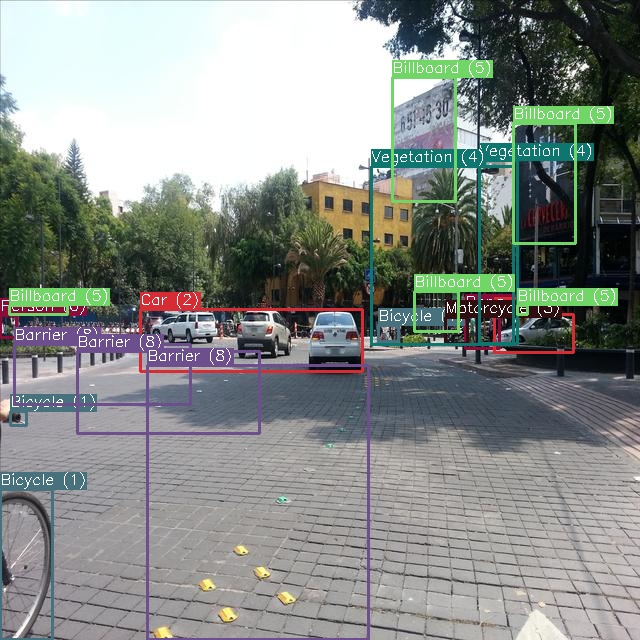 Billboard (5)
Billboard (5)
Vegetation (4)
Vegetation (4)
Billboard (5)
Billboard (5)
Billboard (5)
Car (2)
Motorcycle (3)
Bicycle
Barrier (8)
Barrier (8)
Barrier (8)
Bicycle (1)
Bicycle (1)